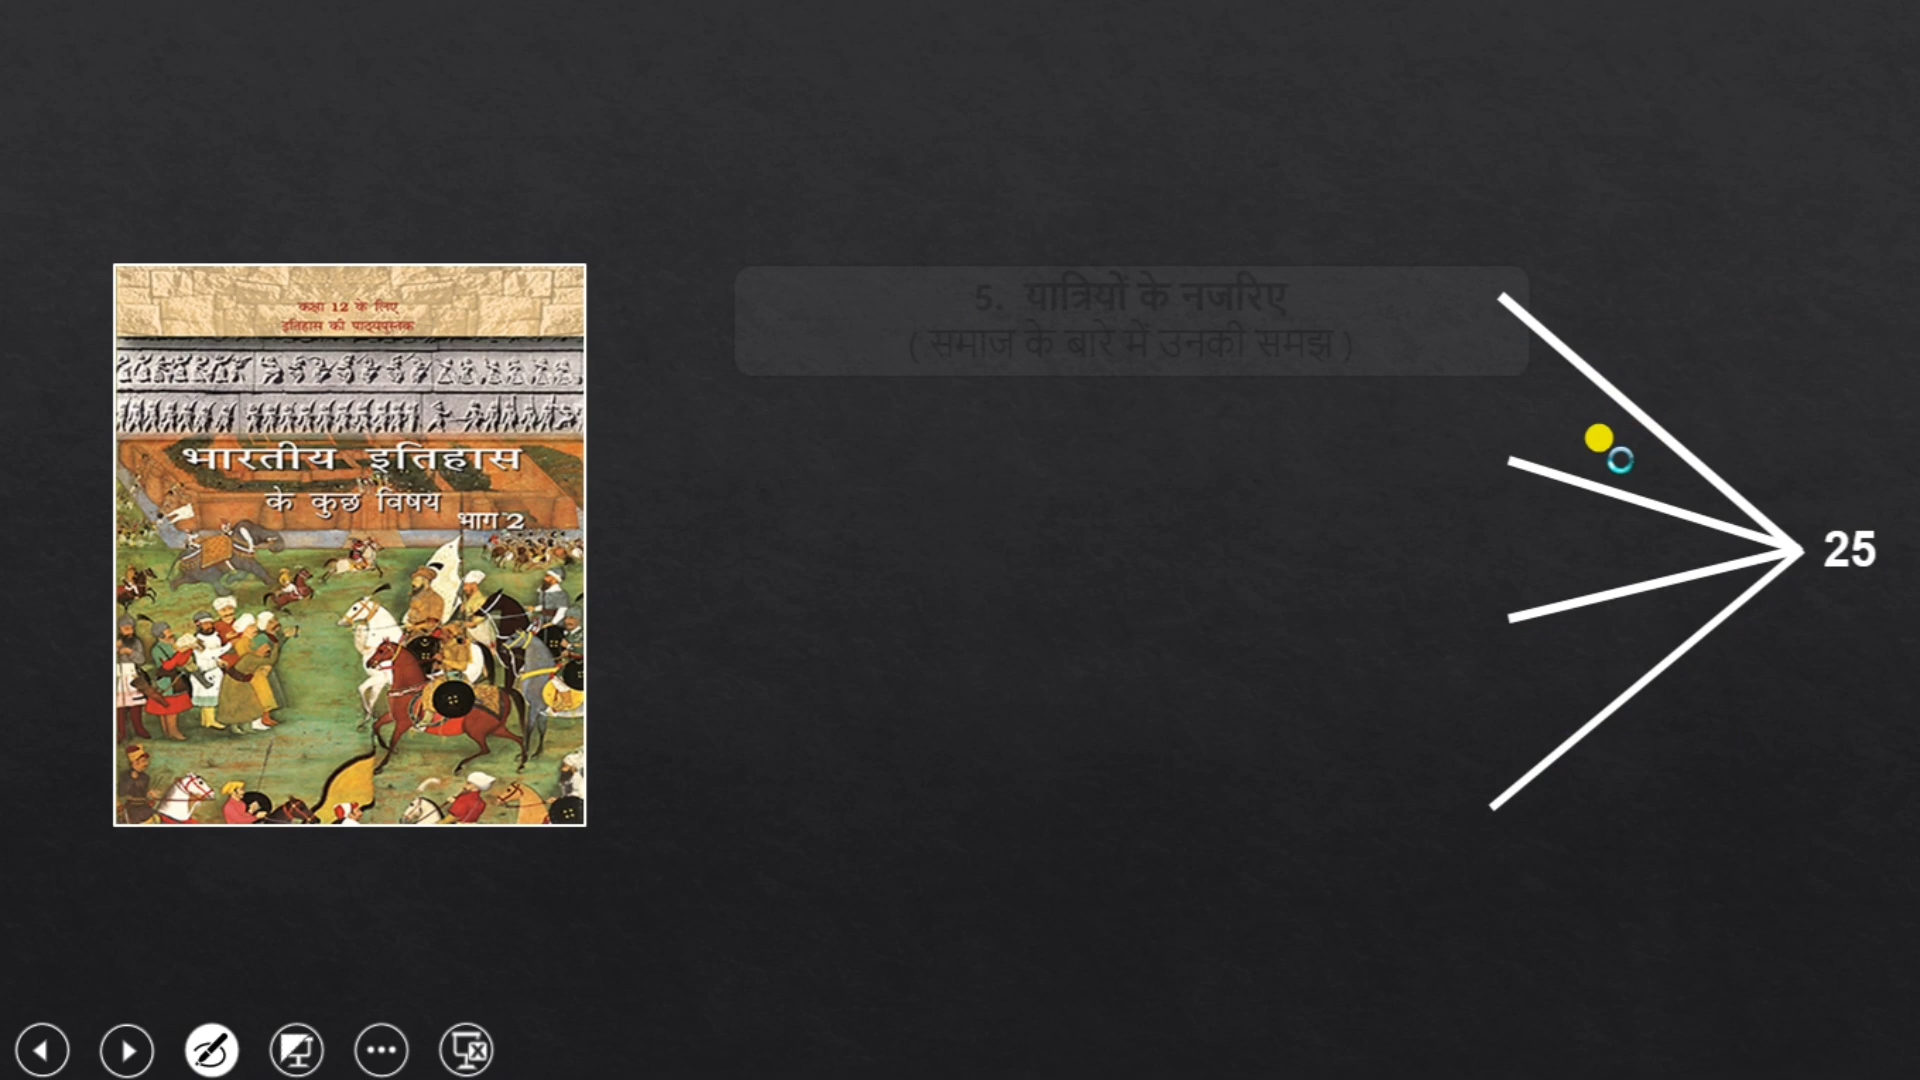 कक्षा 12 के लिए
इतिहास की पाठ्यपुस्तक
भारतीय इतिहास
के कुछ विषय
भाग 2
5. यात्रियों के नजरिए
( समाज के बारे में उनकी समझ )
25